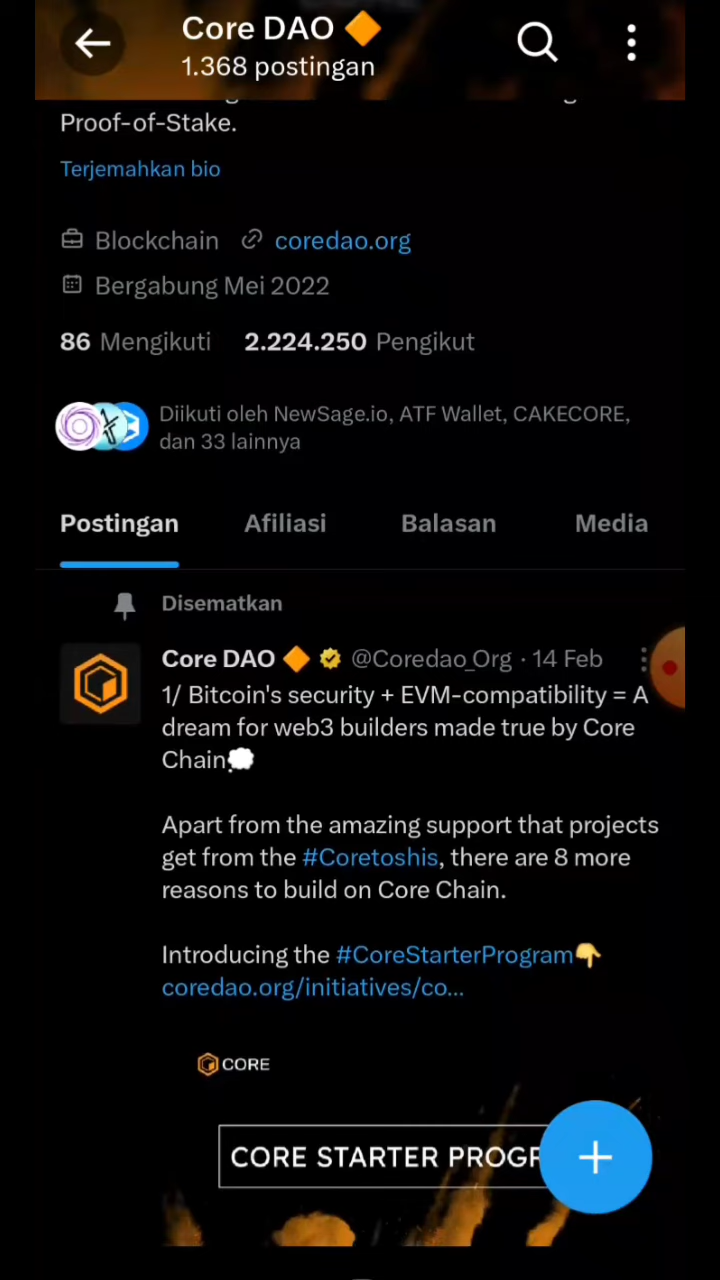 Core DAO 🔶
1.368 postingan
Proof-of-Stake.
Terjemahkan bio
Blockchain coredao.org
Bergabung Mei 2022
86 Mengikuti 2.224.250 Pengikut
Diikuti oleh NewSage.io, ATF Wallet, CAKECORE,
dan 33 lainnya
Postingan Afiliasi Balasan Media
Disematkan
Core DAO 🔶 @Coredao_Org · 14 Feb
1/ Bitcoin's security + EVM-compatibility = A
dream for web3 builders made true by Core
Chain💭
Apart from the amazing support that projects
get from the #Coretoshis, there are 8 more
reasons to build on Core Chain.
Introducing the #CoreStarterProgram👇
coredao.org/initiatives/co...
CORE
CORE STARTER